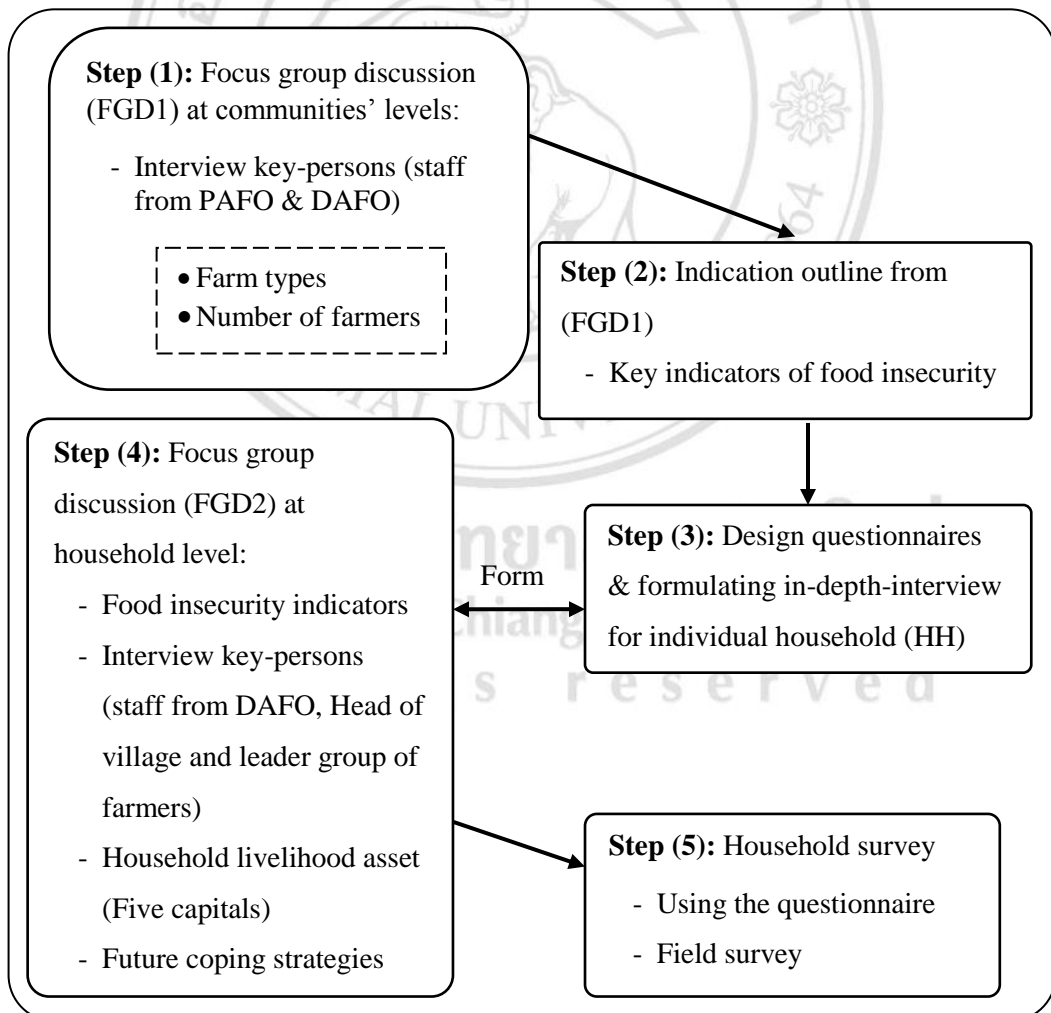 Step (1): Focus group discussion
(FGD1) at communities’ levels:
- Interview key-persons (staff
from PAFO & DAFO)
• Farm types
• Number of farmers
Step (2): Indication outline from
(FGD1)
- Key indicators of food insecurity
Step (3): Design questionnaires
& formulating in-depth-interview
for individual household (HH)
Form
Step (4): Focus group
discussion (FGD2) at
household level:
- Food insecurity indicators
- Interview key-persons
(staff from DAFO, Head of
village and leader group of
farmers)
- Household livelihood asset
(Five capitals)
- Future coping strategies
Step (5): Household survey
- Using the questionnaire
- Field survey
64
UNIV
Chiang
s reserved